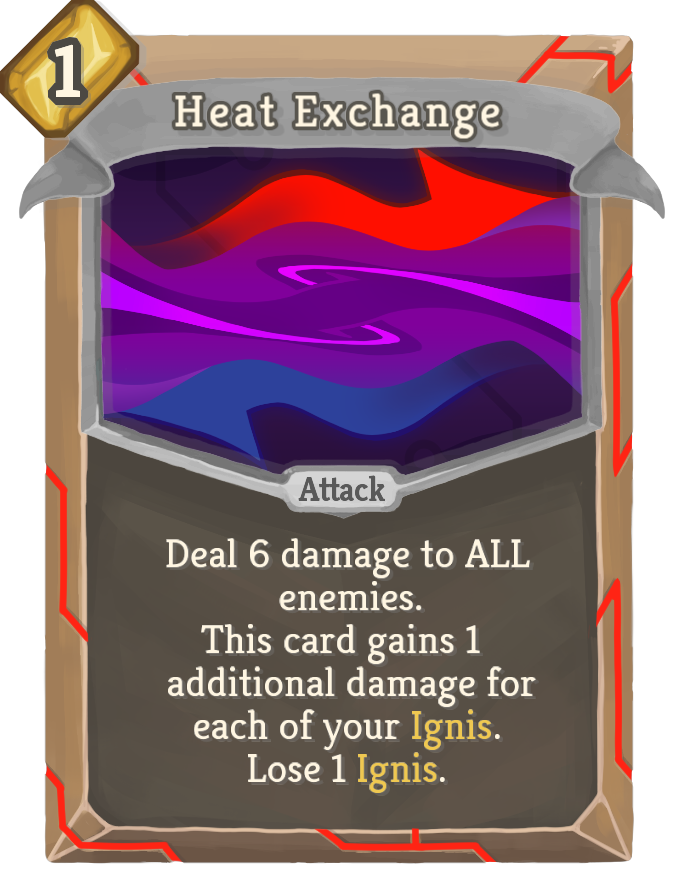 1
Heat Exchange
Attack
Deal 6 damage to ALL
enemies.
This card gains 1
additional damage for
each of your Ignis.
Lose 1 Ignis.